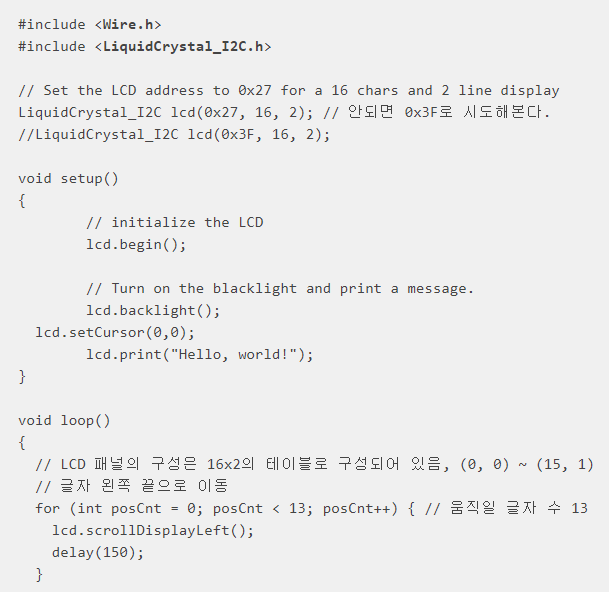 #include <Wire.h>
#include <LiquidCrystal_I2C.h>

// Set the LCD address to 0x27 for a 16 chars and 2 line display
LiquidCrystal_I2C lcd(0x27, 16, 2); // 안되면 0x3F로 시도해본다.
//LiquidCrystal_I2C lcd(0x3F, 16, 2);

void setup()
{
        // initialize the LCD
        lcd.begin();

        // Turn on the blacklight and print a message.
        lcd.backlight();
  lcd.setCursor(0,0);
        lcd.print("Hello, world!");
}

void loop()
{
  // LCD 패널의 구성은 16x2의 테이블로 구성되어 있음, (0, 0) ~ (15, 1)
  // 글자 왼쪽 끝으로 이동
  for (int posCnt = 0; posCnt < 13; posCnt++) { // 움직일 글자 수 13
    lcd.scrollDisplayLeft();
    delay(150);
  }